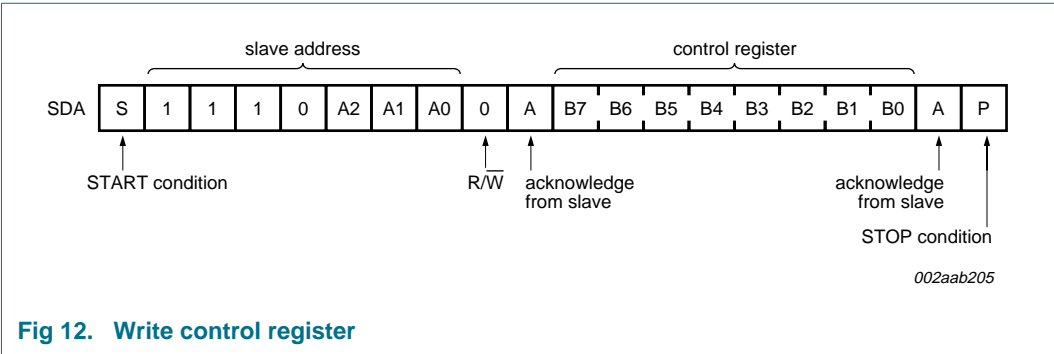 slave address control register
SDA S 1 1 1 0 A2 A1 A0 0 A B7 B6 B5 B4 B3 B2 B1 B0 A P
START condition R/W̅ acknowledge from slave acknowledge from slave
STOP condition
002aab205
Fig 12. Write control register